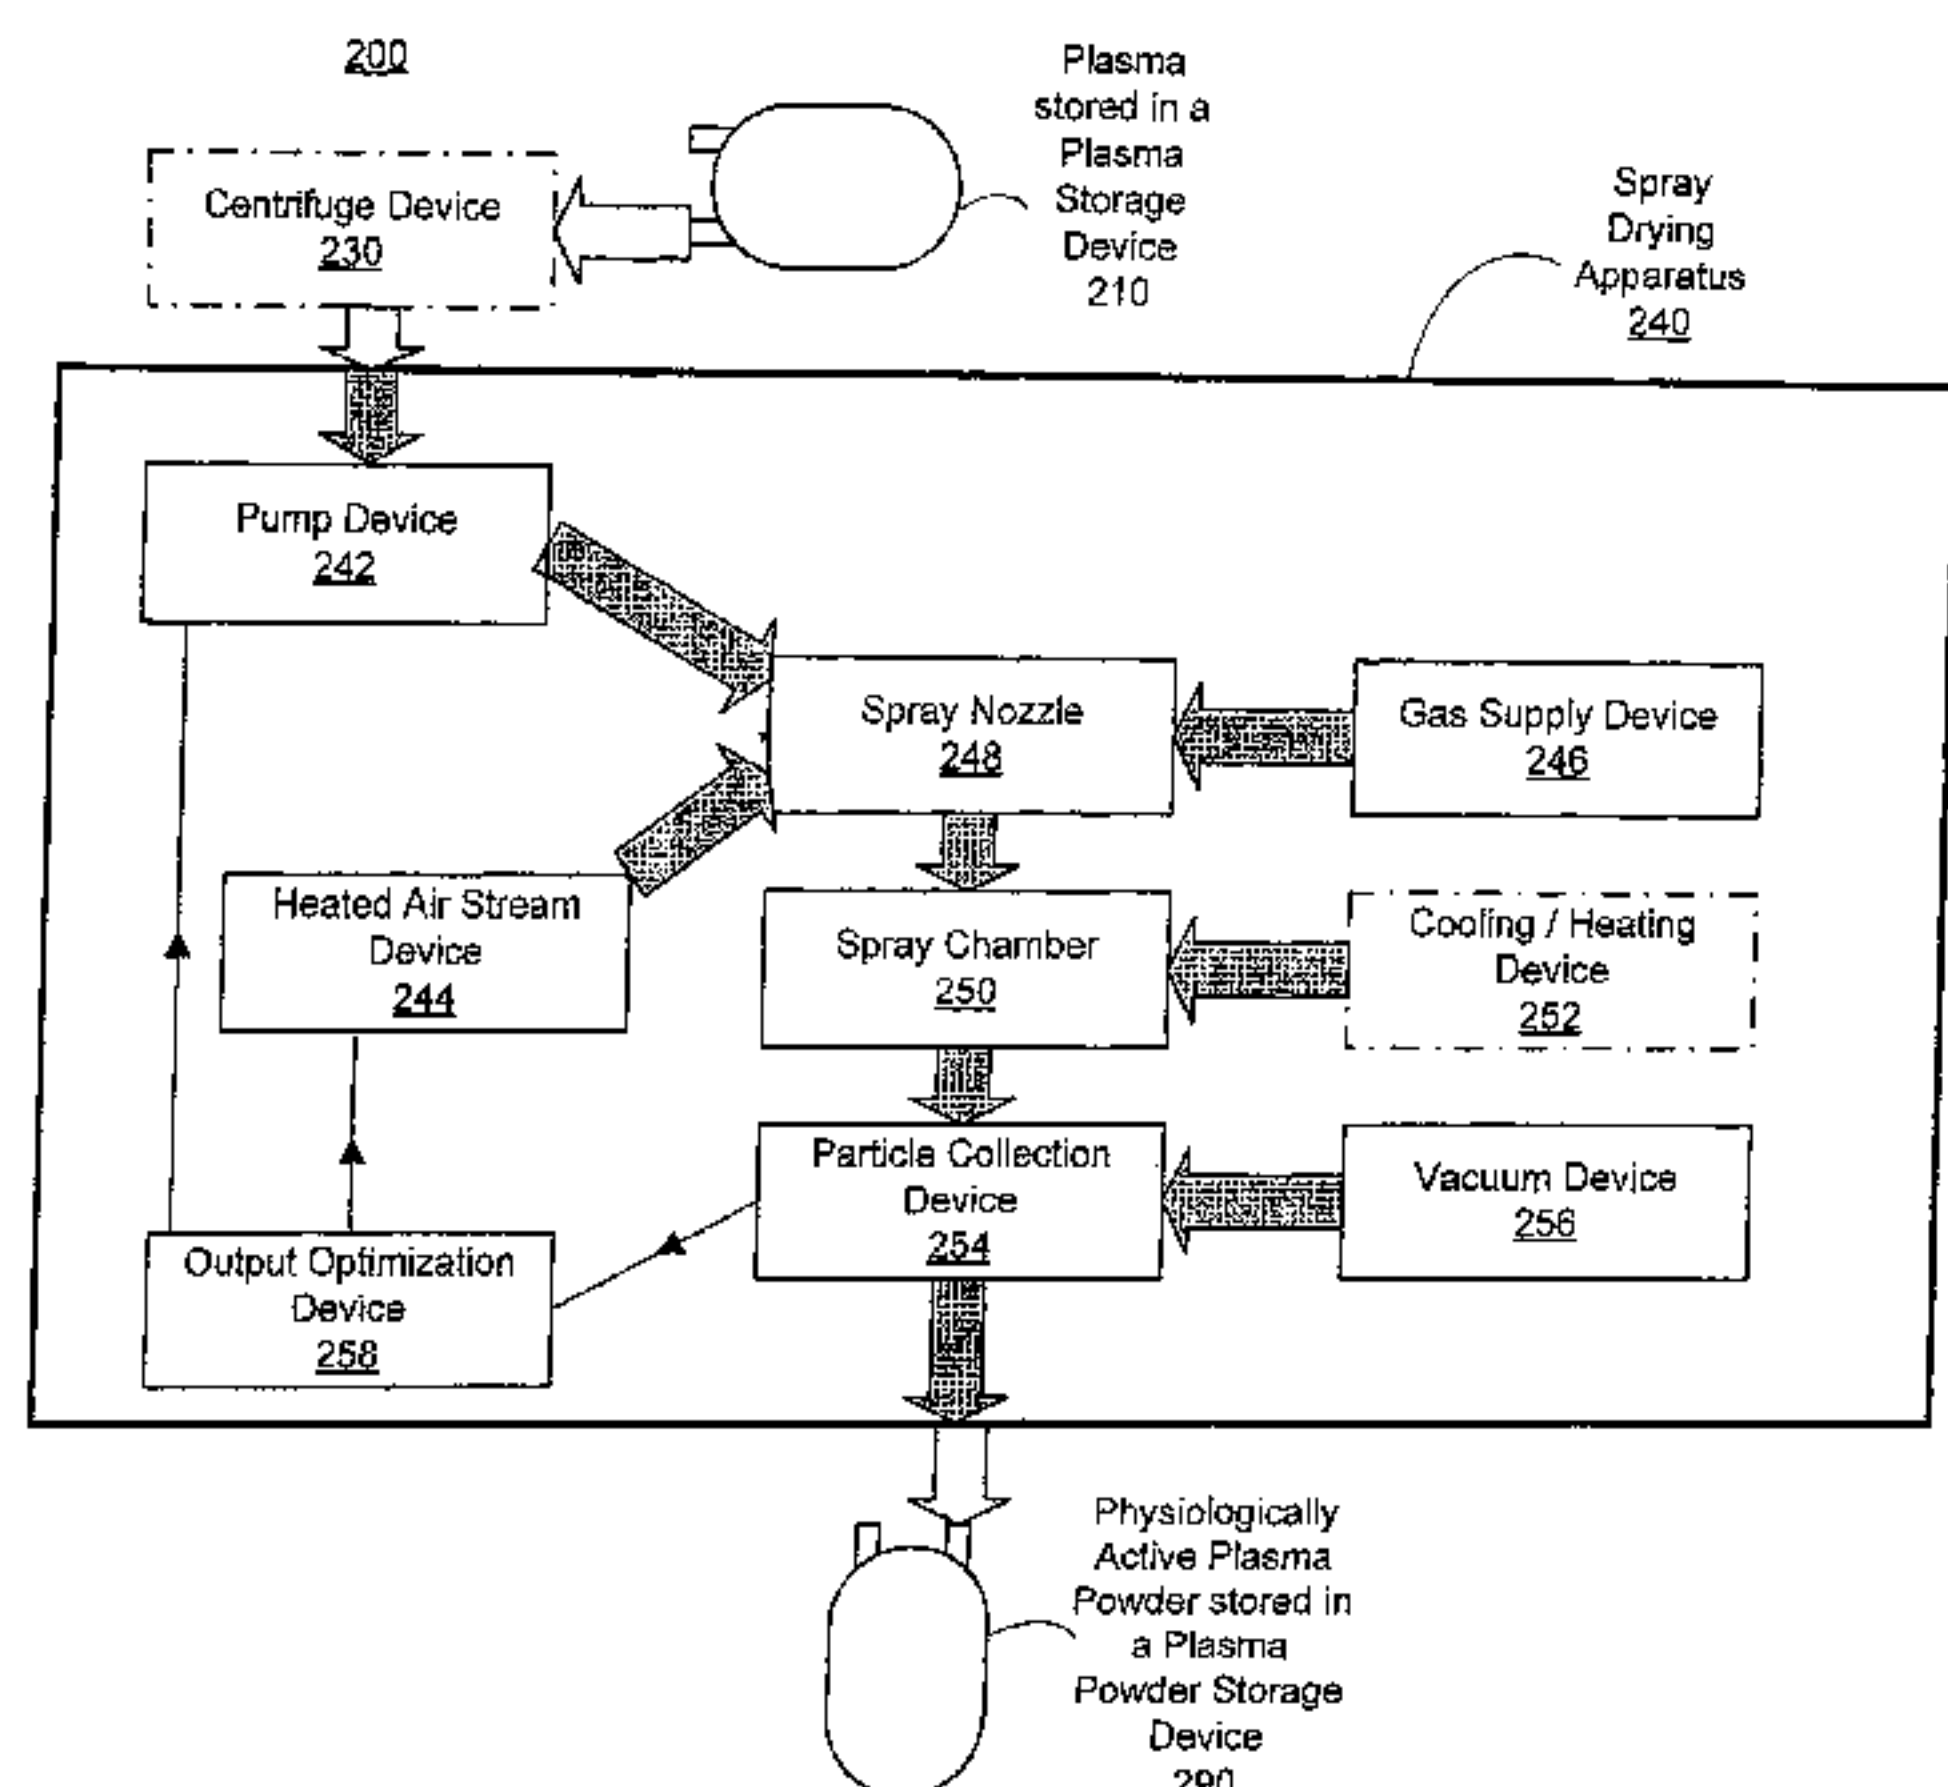 200
Plasma
stored in a
Plasma
Storage
Device
210
Centrifuge Device
230
Spray
Drying
Apparatus
240
Pump Device
242
Spray Nozzle
248
Gas Supply Device
246
Heated Air Stream
Device
244
Spray Chamber
250
Cooling / Heating
Device
252
Particle Collection
Device
254
Vacuum Device
256
Output Optimization
Device
258
Physiologically
Active Plasma
Powder stored in
a Plasma
Powder Storage
Device
290